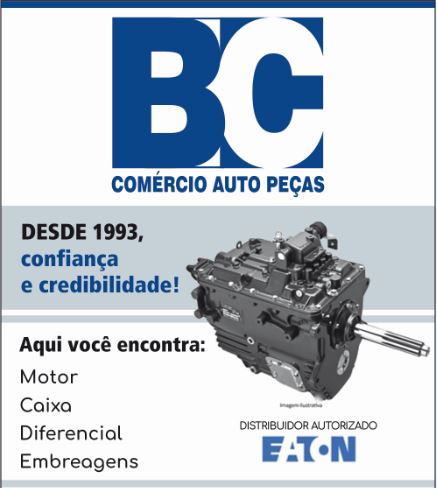 BC
COMÉRCIO AUTO PEÇAS
DESDE 1993,
confiança
e credibilidade!
Aqui você encontra:
Motor
Caixa
Diferencial
Embreagens
Imagem ilustrativa
DISTRIBUIDOR AUTORIZADO
EATON